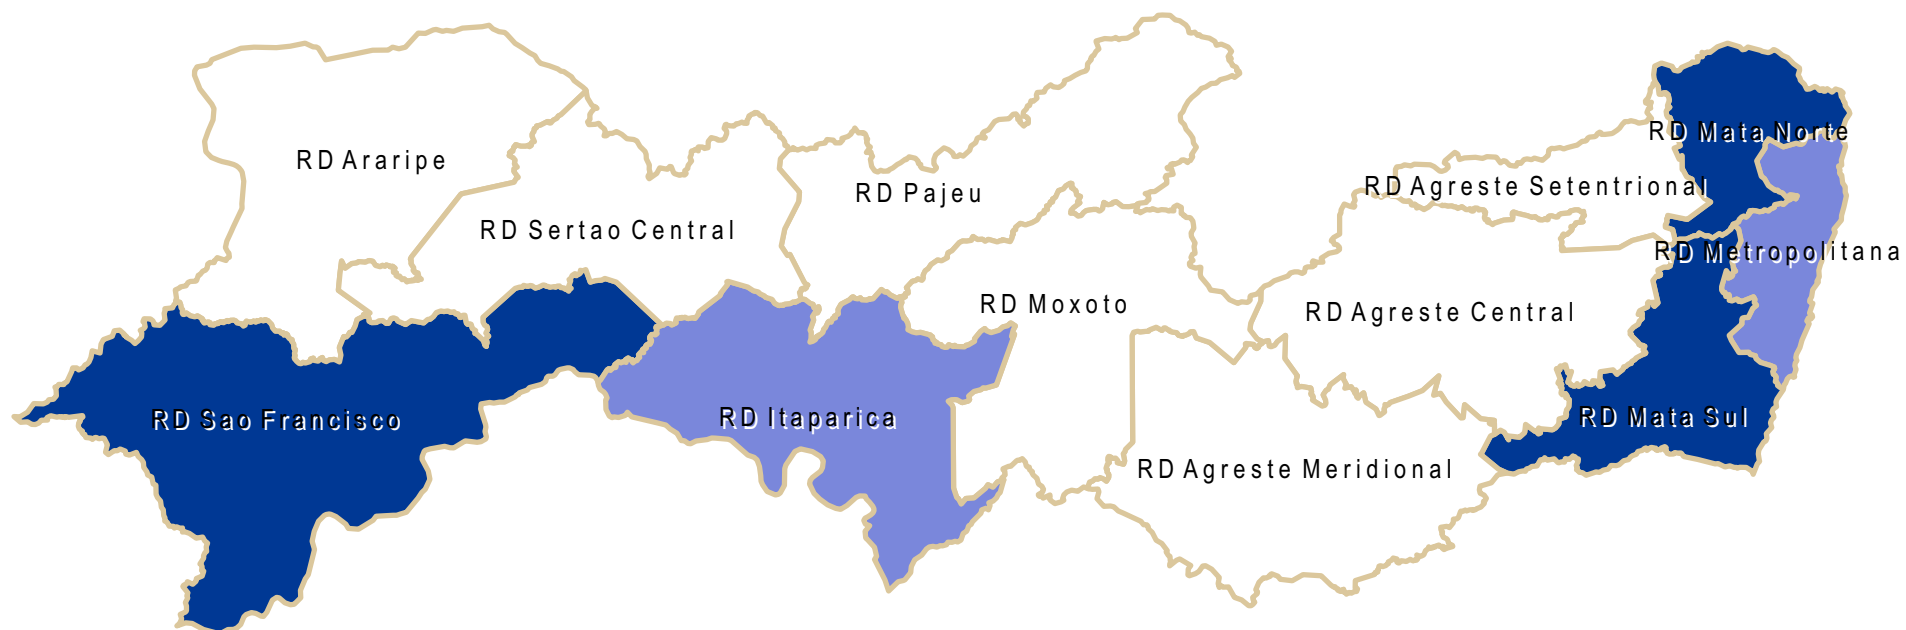 RD Mata Norte
RD Araripe
RD Agreste Setentrional
RD Pajeu
RD Sertao Central
RD Metropolitana
RD Moxoto
RD Agreste Central
RD Sao Francisco
RD Itaparica
RD Mata Sul
RD Agreste Meridional